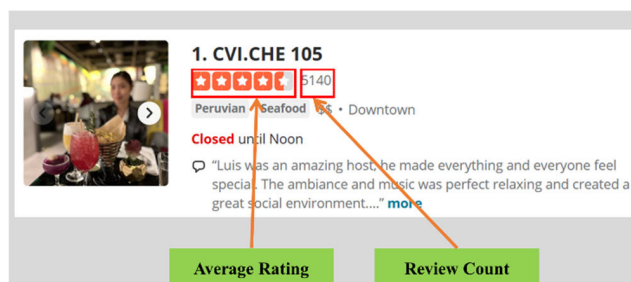 1. CVI.CHE 105
5140
Peruvian Seafood $$ • Downtown
Closed until Noon
“Luis was an amazing host, he made everything and everyone feel
special. The ambiance and music was perfect relaxing and created a
great social environment....” more
Average Rating Review Count